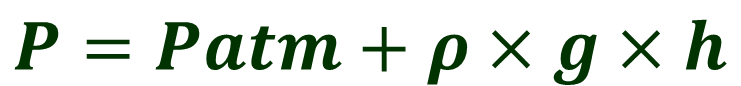 P = Patm + ρ × g × h